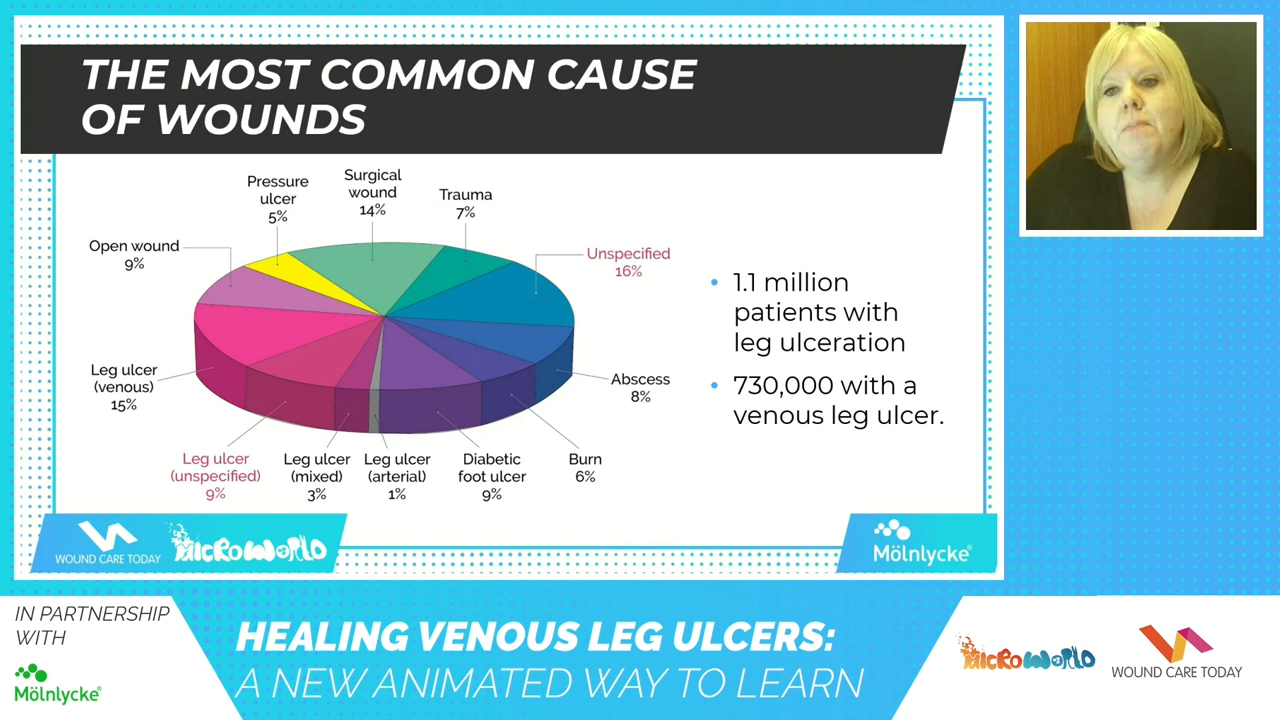 THE MOST COMMON CAUSE
OF WOUNDS
Pressure
ulcer
5%
Surgical
wound
14%
Trauma
7%
Open wound
9%
Unspecified
16%
Leg ulcer
(venous)
15%
Abscess
8%
Leg ulcer
(unspecified)
9%
Leg ulcer
(mixed)
3%
Leg ulcer
(arterial)
1%
Diabetic
foot ulcer
9%
Burn
6%
• 1.1 million
patients with
leg ulceration
• 730,000 with a
venous leg ulcer.
WOUND CARE TODAY
MICROWORLD
Mölnlycke®
IN PARTNERSHIP
WITH
Mölnlycke®
HEALING VENOUS LEG ULCERS:
A NEW ANIMATED WAY TO LEARN
MICROWORLD
WOUND CARE TODAY